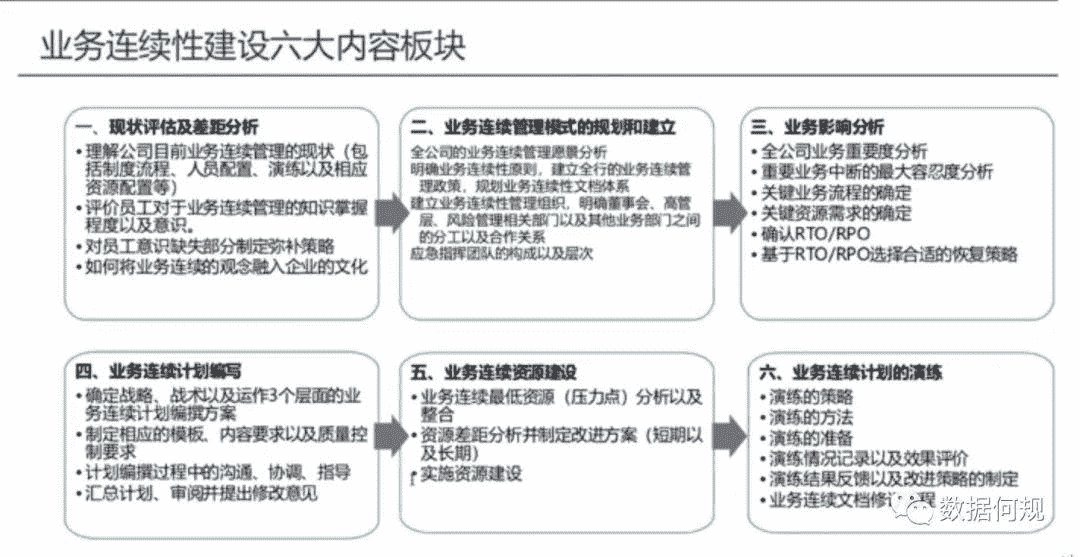 业务连续性建设六大内容板块
一、现状评估及差距分析
•理解公司目前业务连续管理的现状（包
括制度流程、人员配置、演练以及相应
资源配置等）
•评价员工对于业务连续管理的知识掌握
程度以及意识。
•对员工意识缺失部分制定弥补策略
•如何将业务连续的观念融入企业的文化
二、业务连续管理模式的规划和建立
全公司的业务连续管理愿景分析
明确业务连续性原则，建立全行的业务连续管
理政策，规划业务连续性文档体系
建立业务连续性管理组织，明确董事会、高管
层、风险管理相关部门以及其他业务部门之间
的分工以及合作关系
应急指挥团队的构成以及层次
三、业务影响分析
•全公司业务重要度分析
•重要业务中断的最大容忍度分析
•关键业务流程的确定
•关键资源需求的确定
•确认RTO/RPO
•基于RTO/RPO选择合适的恢复策略
四、业务连续计划编写
•确定战略、战术以及运作3个层面的业
务连续计划编撰方案
•制定相应的模板、内容要求以及质量控
制要求
•计划编撰过程中的沟通、协调、指导
•汇总计划、审阅并提出修改意见
五、业务连续资源建设
•业务连续最低资源（压力点）分析以及
整合
•资源差距分析并制定改进方案（短期以
及长期）
实施资源建设
六、业务连续计划的演练
•演练的策略
•演练的方法
•演练的准备
•演练情况记录以及效果评价
•演练结果反馈以及改进策略的制定
•业务连续文档修 程
数据何规